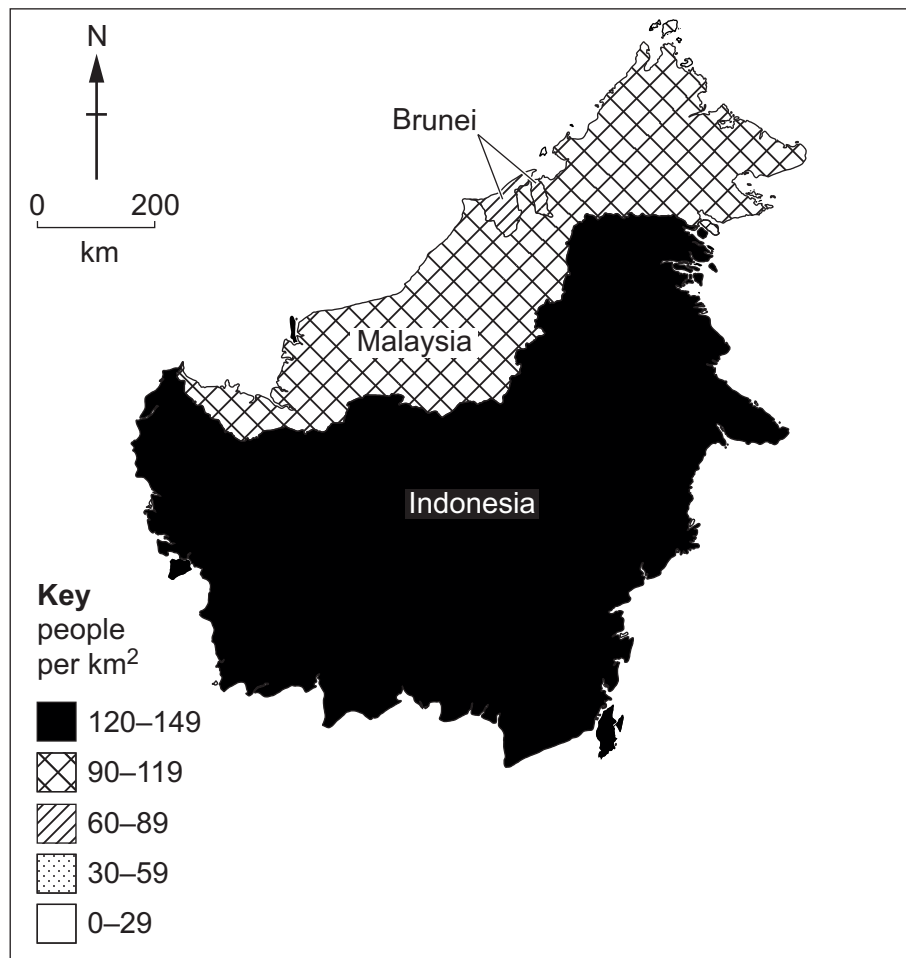 N
0 200
km
Brunei
Malaysia
Indonesia
Key
people
per km²
120–149
90–119
60–89
30–59
0–29